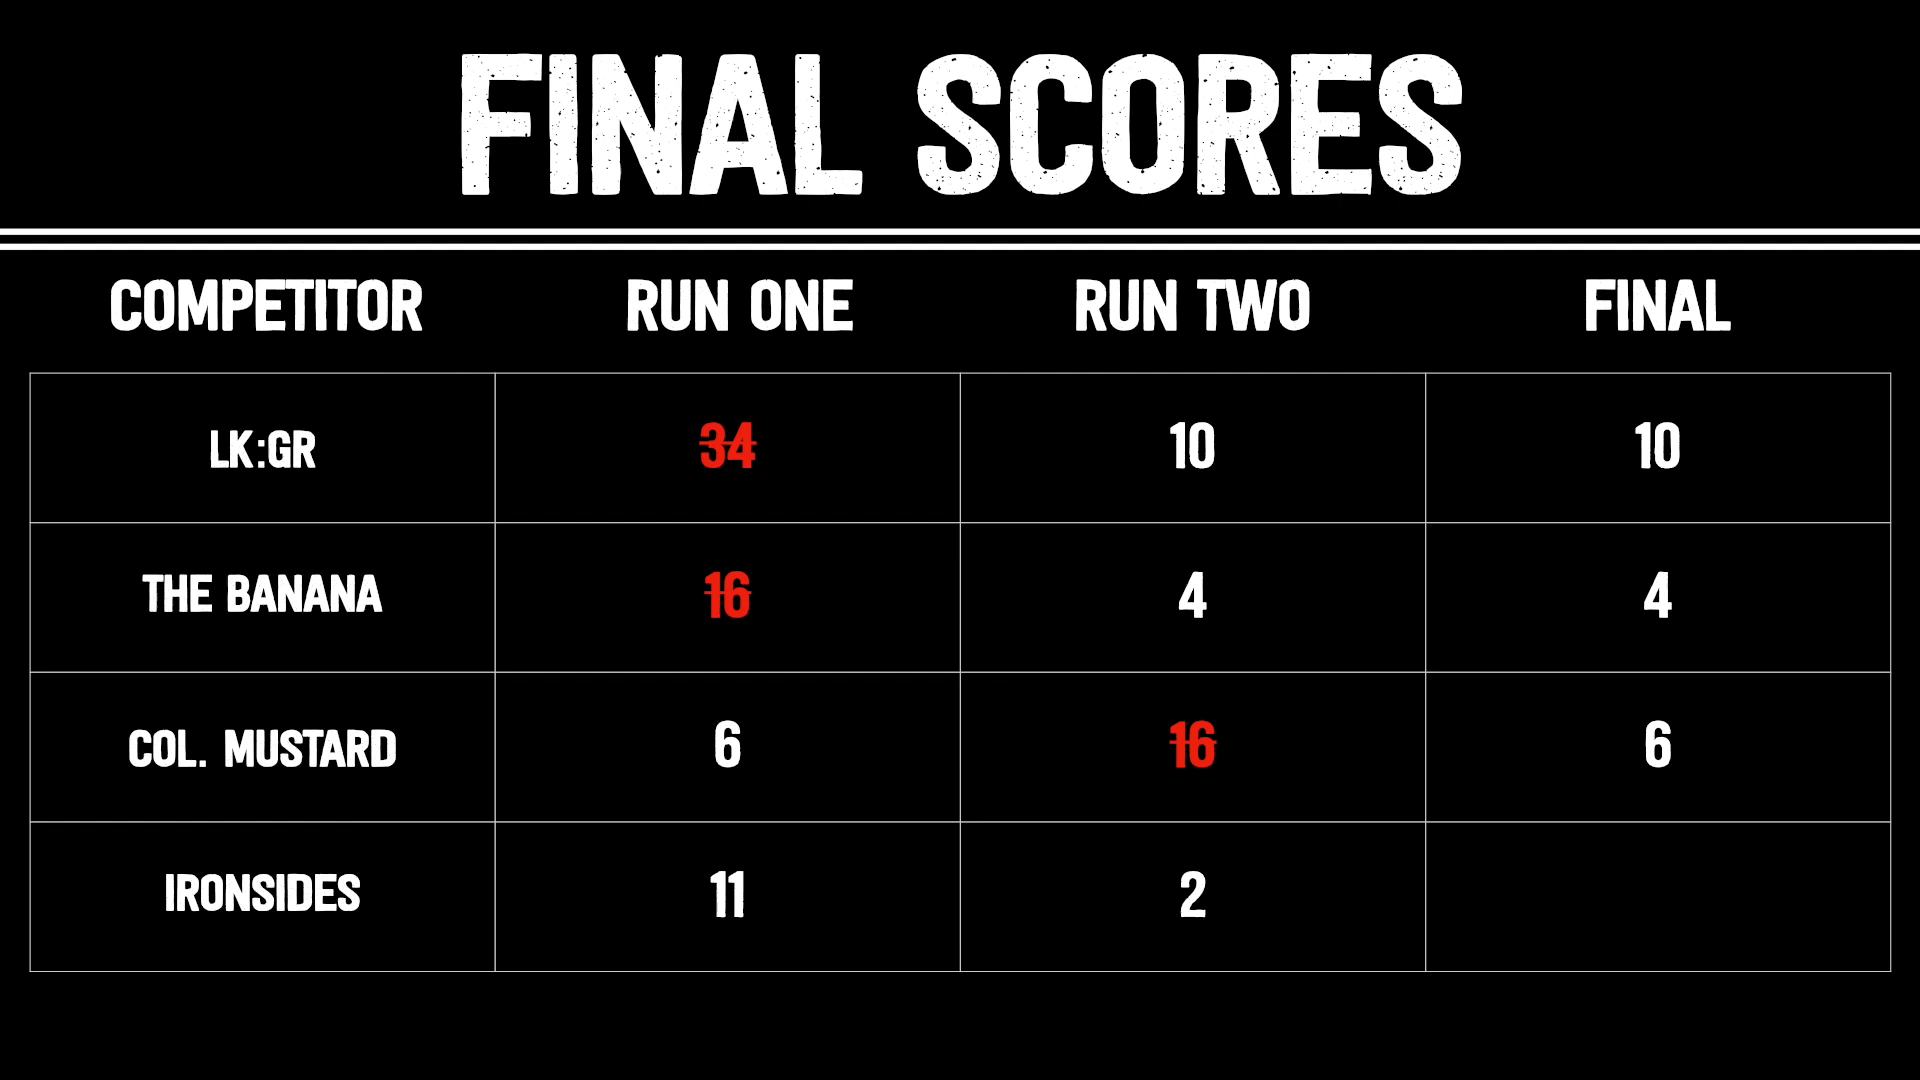 FINAL SCORES
COMPETITOR RUN ONE RUN TWO FINAL
LK:GR 34 10 10
THE BANANA 16 4 4
COL. MUSTARD 6 16 6
IRONSIDES 11 2